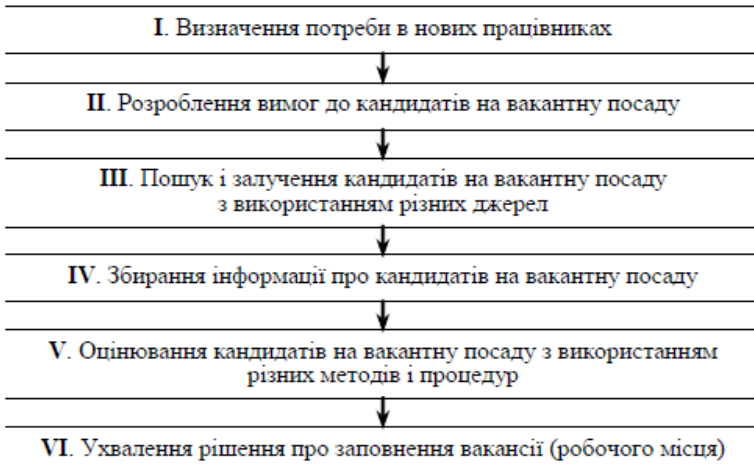 I. Визначення потреби в нових працівниках
II. Розроблення вимог до кандидатів на вакантну посаду
III. Пошук і залучення кандидатів на вакантну посаду
з використанням різних джерел
IV. Збирання інформації про кандидатів на вакантну посаду
V. Оцінювання кандидатів на вакантну посаду з використанням
різних методів і процедур
VI. Ухвалення рішення про заповнення вакансії (робочого місця)